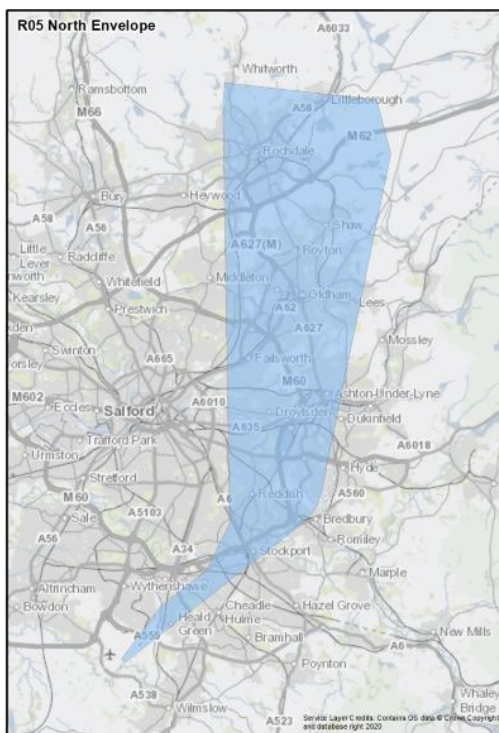 R05 North Envelope
A6033
Whitworth
Ramsbottom
M66
A58
Littleborough
M 62
Rochdale
Bury
Heywood
A58
A56
Shaw
A627(M)
Little
Lever
Radcliffe
Royton
nworth
Whitefield
Middleton
Kearsley
Oldham
Lees
Prestwich
A62
A627
Swinton
A665
Failsworth
Mossley
M60
M602
Eccles
Salford
A6010
Ashton-Under-Lyne
Droylsden
Dukinfield
Trafford Park
A635
A6018
Urmston
Hyde
Stretford
M60
Reddish
A560
Sale
A5103
A6
Bredbury
A56
A34
Romiley
Stockport
Altrincham
Wythenshawe
Marple
Bowdon
Cheadle
Hulme
Hazel Grove
Heald
Green
A555
Bramhall
A6
New Mills
Poynton
A538
Whaley
Bridge
Wilmslow
A523
Service Layer Credits: Contains OS data © Crown Copyright
and database right 2020